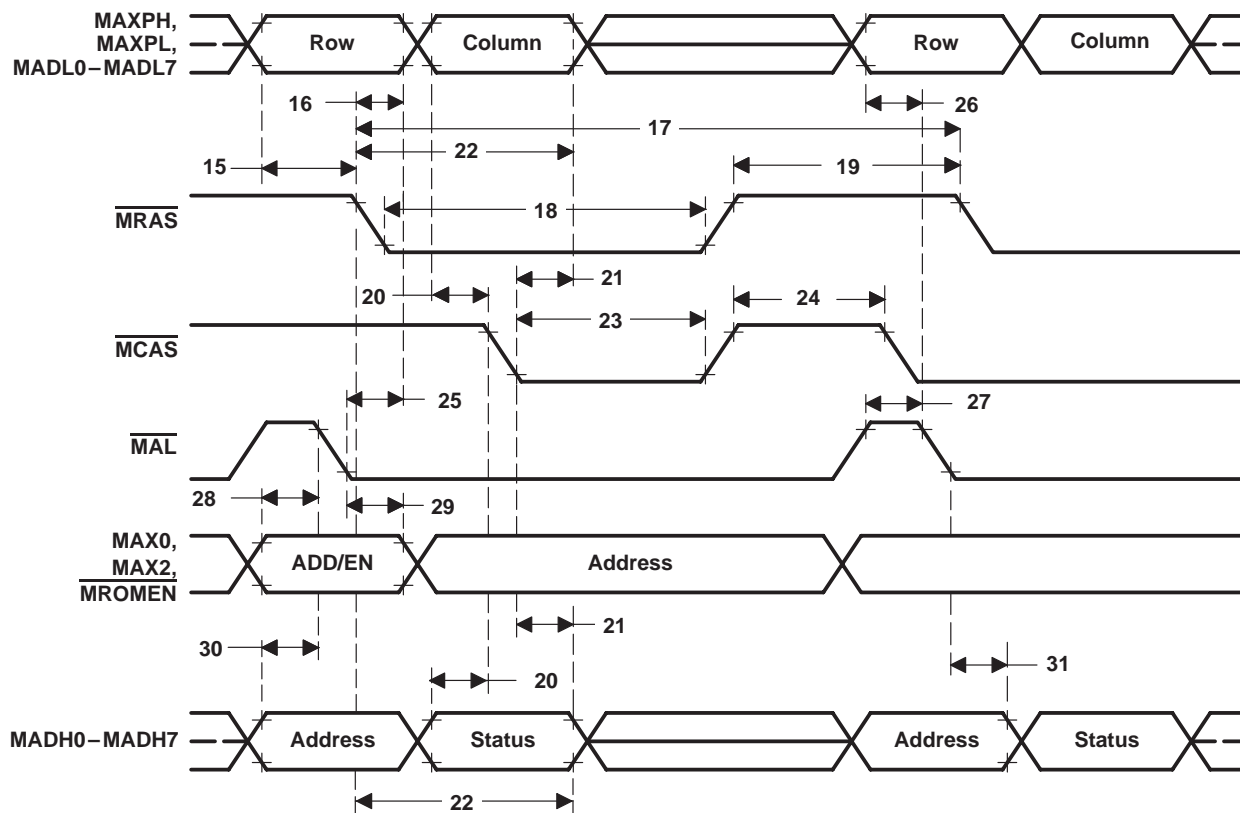 MAXPH,
MAXPL,
MADL0–MADL7
Row
Column
Row
Column
16
26
17
15
22
19
MRAS
18
21
20
24
23
MCAS
25
27
MAL
28
29
MAX0,
MAX2,
MROMEN
ADD/EN
Address
21
30
31
20
MADH0–MADH7
Address
Status
Address
Status
22